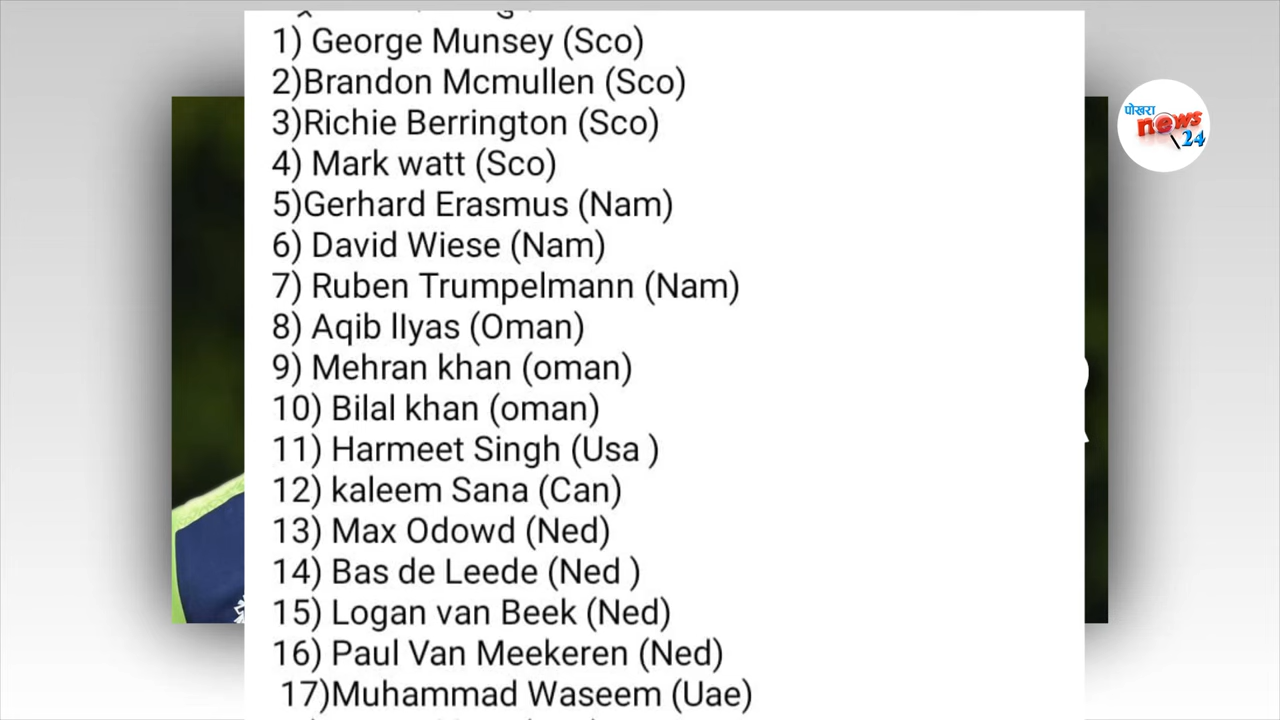 1) George Munsey (Sco)
2)Brandon Mcmullen (Sco)
3)Richie Berrington (Sco)
4) Mark watt (Sco)
5)Gerhard Erasmus (Nam)
6) David Wiese (Nam)
7) Ruben Trumpelmann (Nam)
8) Aqib Ilyas (Oman)
9) Mehran khan (oman)
10) Bilal khan (oman)
11) Harmeet Singh (Usa )
12) kaleem Sana (Can)
13) Max Odowd (Ned)
14) Bas de Leede (Ned )
15) Logan van Beek (Ned)
16) Paul Van Meekeren (Ned)
17)Muhammad Waseem (Uae)
पोखरा
news
24